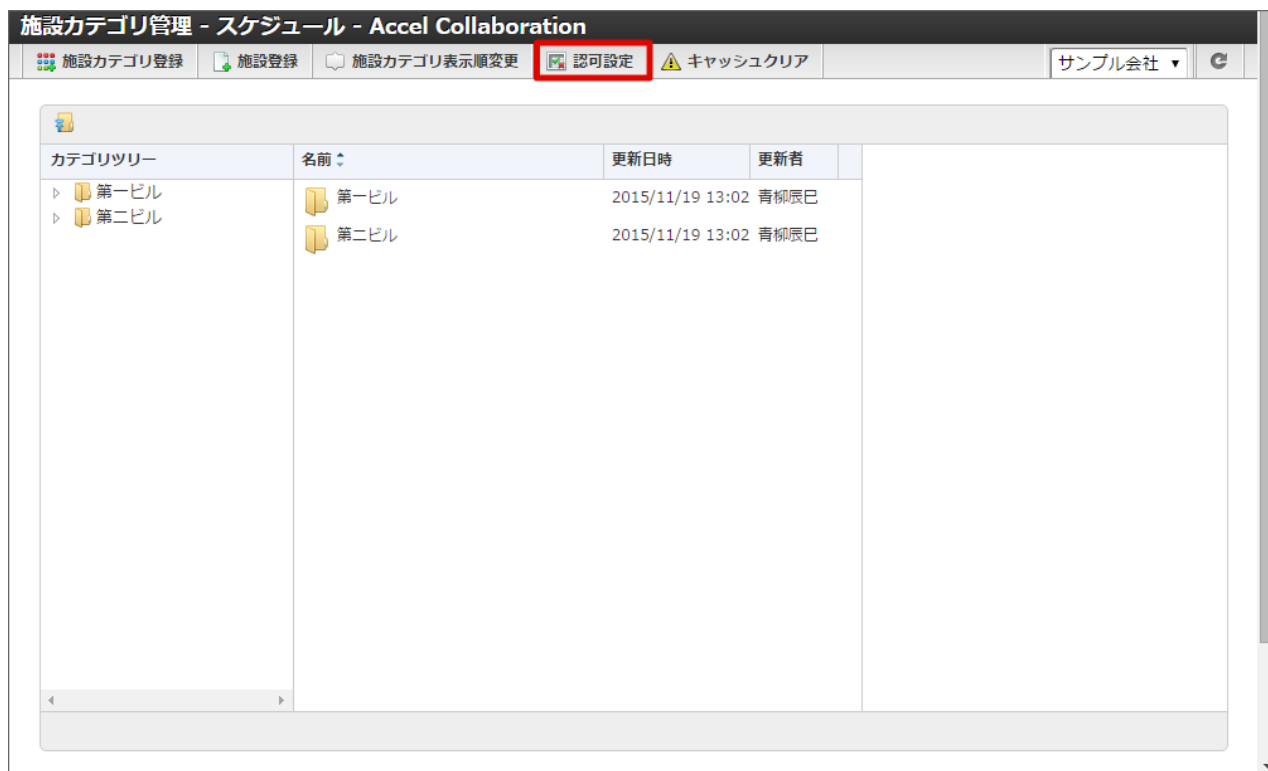 施設カテゴリ管理 - スケジュール - Accel Collaboration
施設カテゴリ登録 施設登録 施設カテゴリ表示順変更 認可設定 キャッシュクリア サンプル会社
カテゴリツリー 名前 更新日時 更新者
第一ビル
第二ビル
第一ビル 2015/11/19 13:02 青柳辰巳
第二ビル 2015/11/19 13:02 青柳辰巳